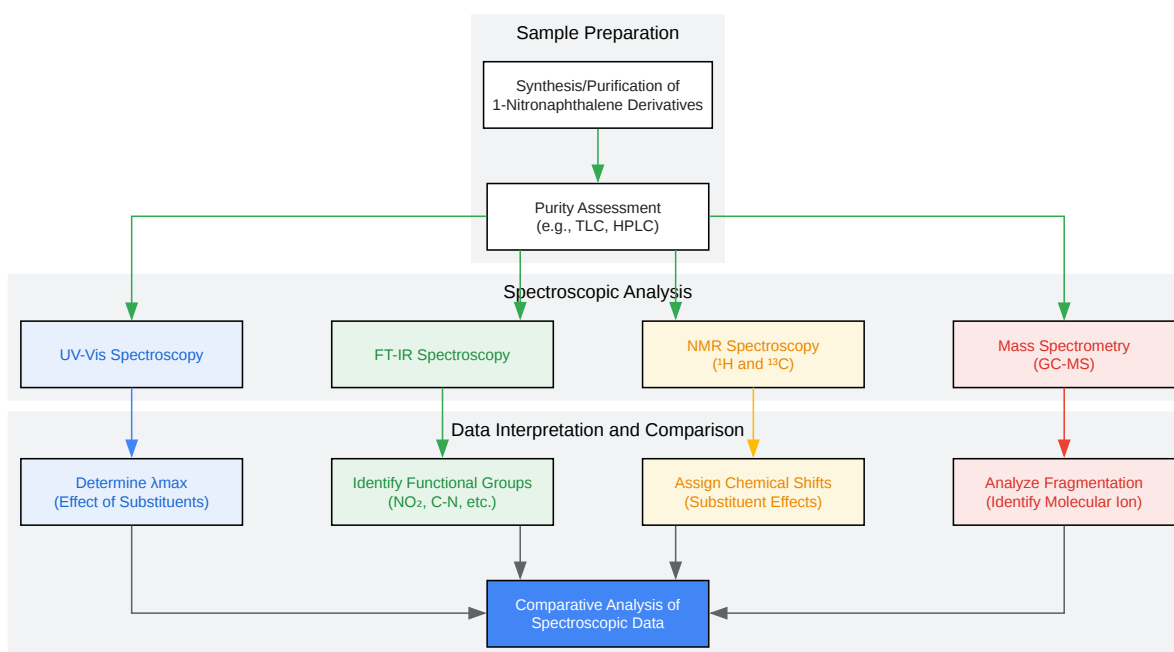 Sample Preparation
Synthesis/Purification of
1-Nitronaphthalene Derivatives
Purity Assessment
(e.g., TLC, HPLC)
Spectroscopic Analysis
UV-Vis Spectroscopy
FT-IR Spectroscopy
NMR Spectroscopy
(¹H and ¹³C)
Mass Spectrometry
(GC-MS)
Data Interpretation and Comparison
Determine λmax
(Effect of Substituents)
Identify Functional Groups
(NO₂, C-N, etc.)
Assign Chemical Shifts
(Substituent Effects)
Analyze Fragmentation
(Identify Molecular Ion)
Comparative Analysis of
Spectroscopic Data